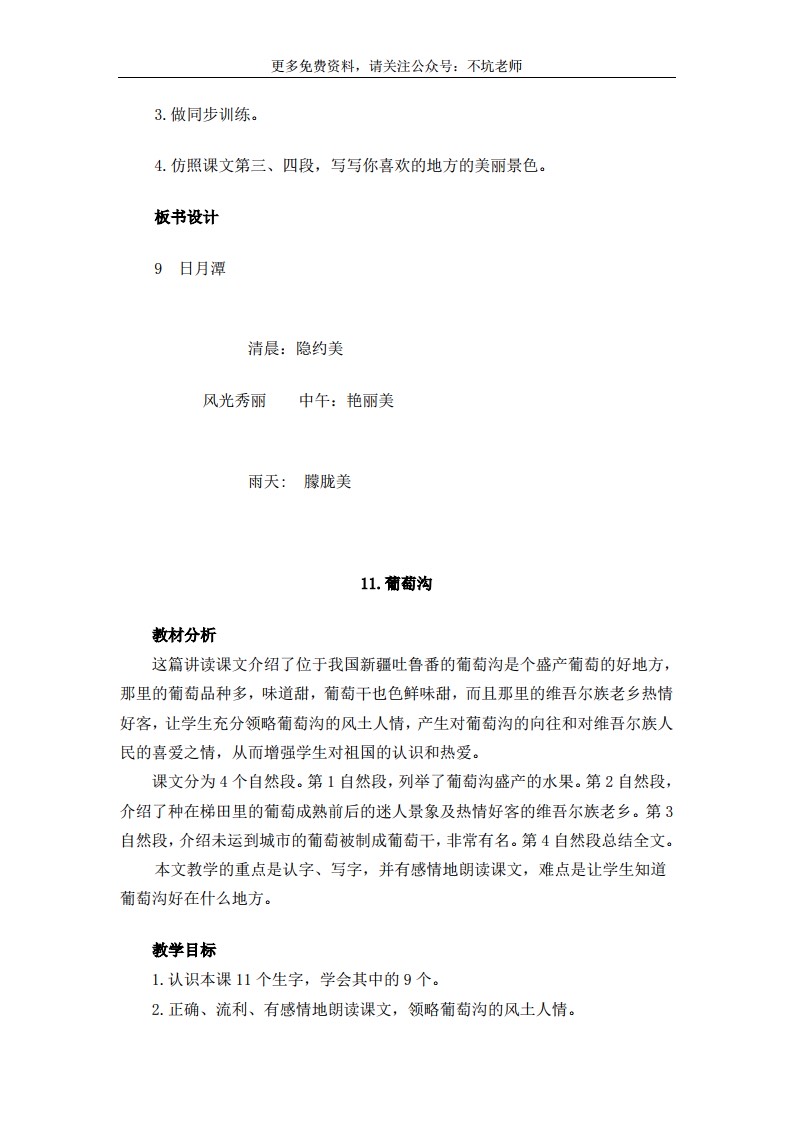 更多免费资料，请关注公众号：不坑老师
3.做同步训练。
4.仿照课文第三、四段，写写你喜欢的地方的美丽景色。
板书设计
9　日月潭
清晨：隐约美
风光秀丽　　中午：艳丽美
雨天:　朦胧美
11.葡萄沟
教材分析
这篇讲读课文介绍了位于我国新疆吐鲁番的葡萄沟是个盛产葡萄的好地方，
那里的葡萄品种多，味道甜，葡萄干也色鲜味甜，而且那里的维吾尔族老乡热情
好客，让学生充分领略葡萄沟的风土人情，产生对葡萄沟的向往和对维吾尔族人
民的喜爱之情，从而增强学生对祖国的认识和热爱。
课文分为 4 个自然段。第 1 自然段，列举了葡萄沟盛产的水果。第 2 自然段，
介绍了种在梯田里的葡萄成熟前后的迷人景象及热情好客的维吾尔族老乡。第 3
自然段，介绍未运到城市的葡萄被制成葡萄干，非常有名。第 4 自然段总结全文。
本文教学的重点是认字、写字，并有感情地朗读课文，难点是让学生知道
葡萄沟好在什么地方。
教学目标
1.认识本课 11 个生字，学会其中的 9 个。
2.正确、流利、有感情地朗读课文，领略葡萄沟的风土人情。